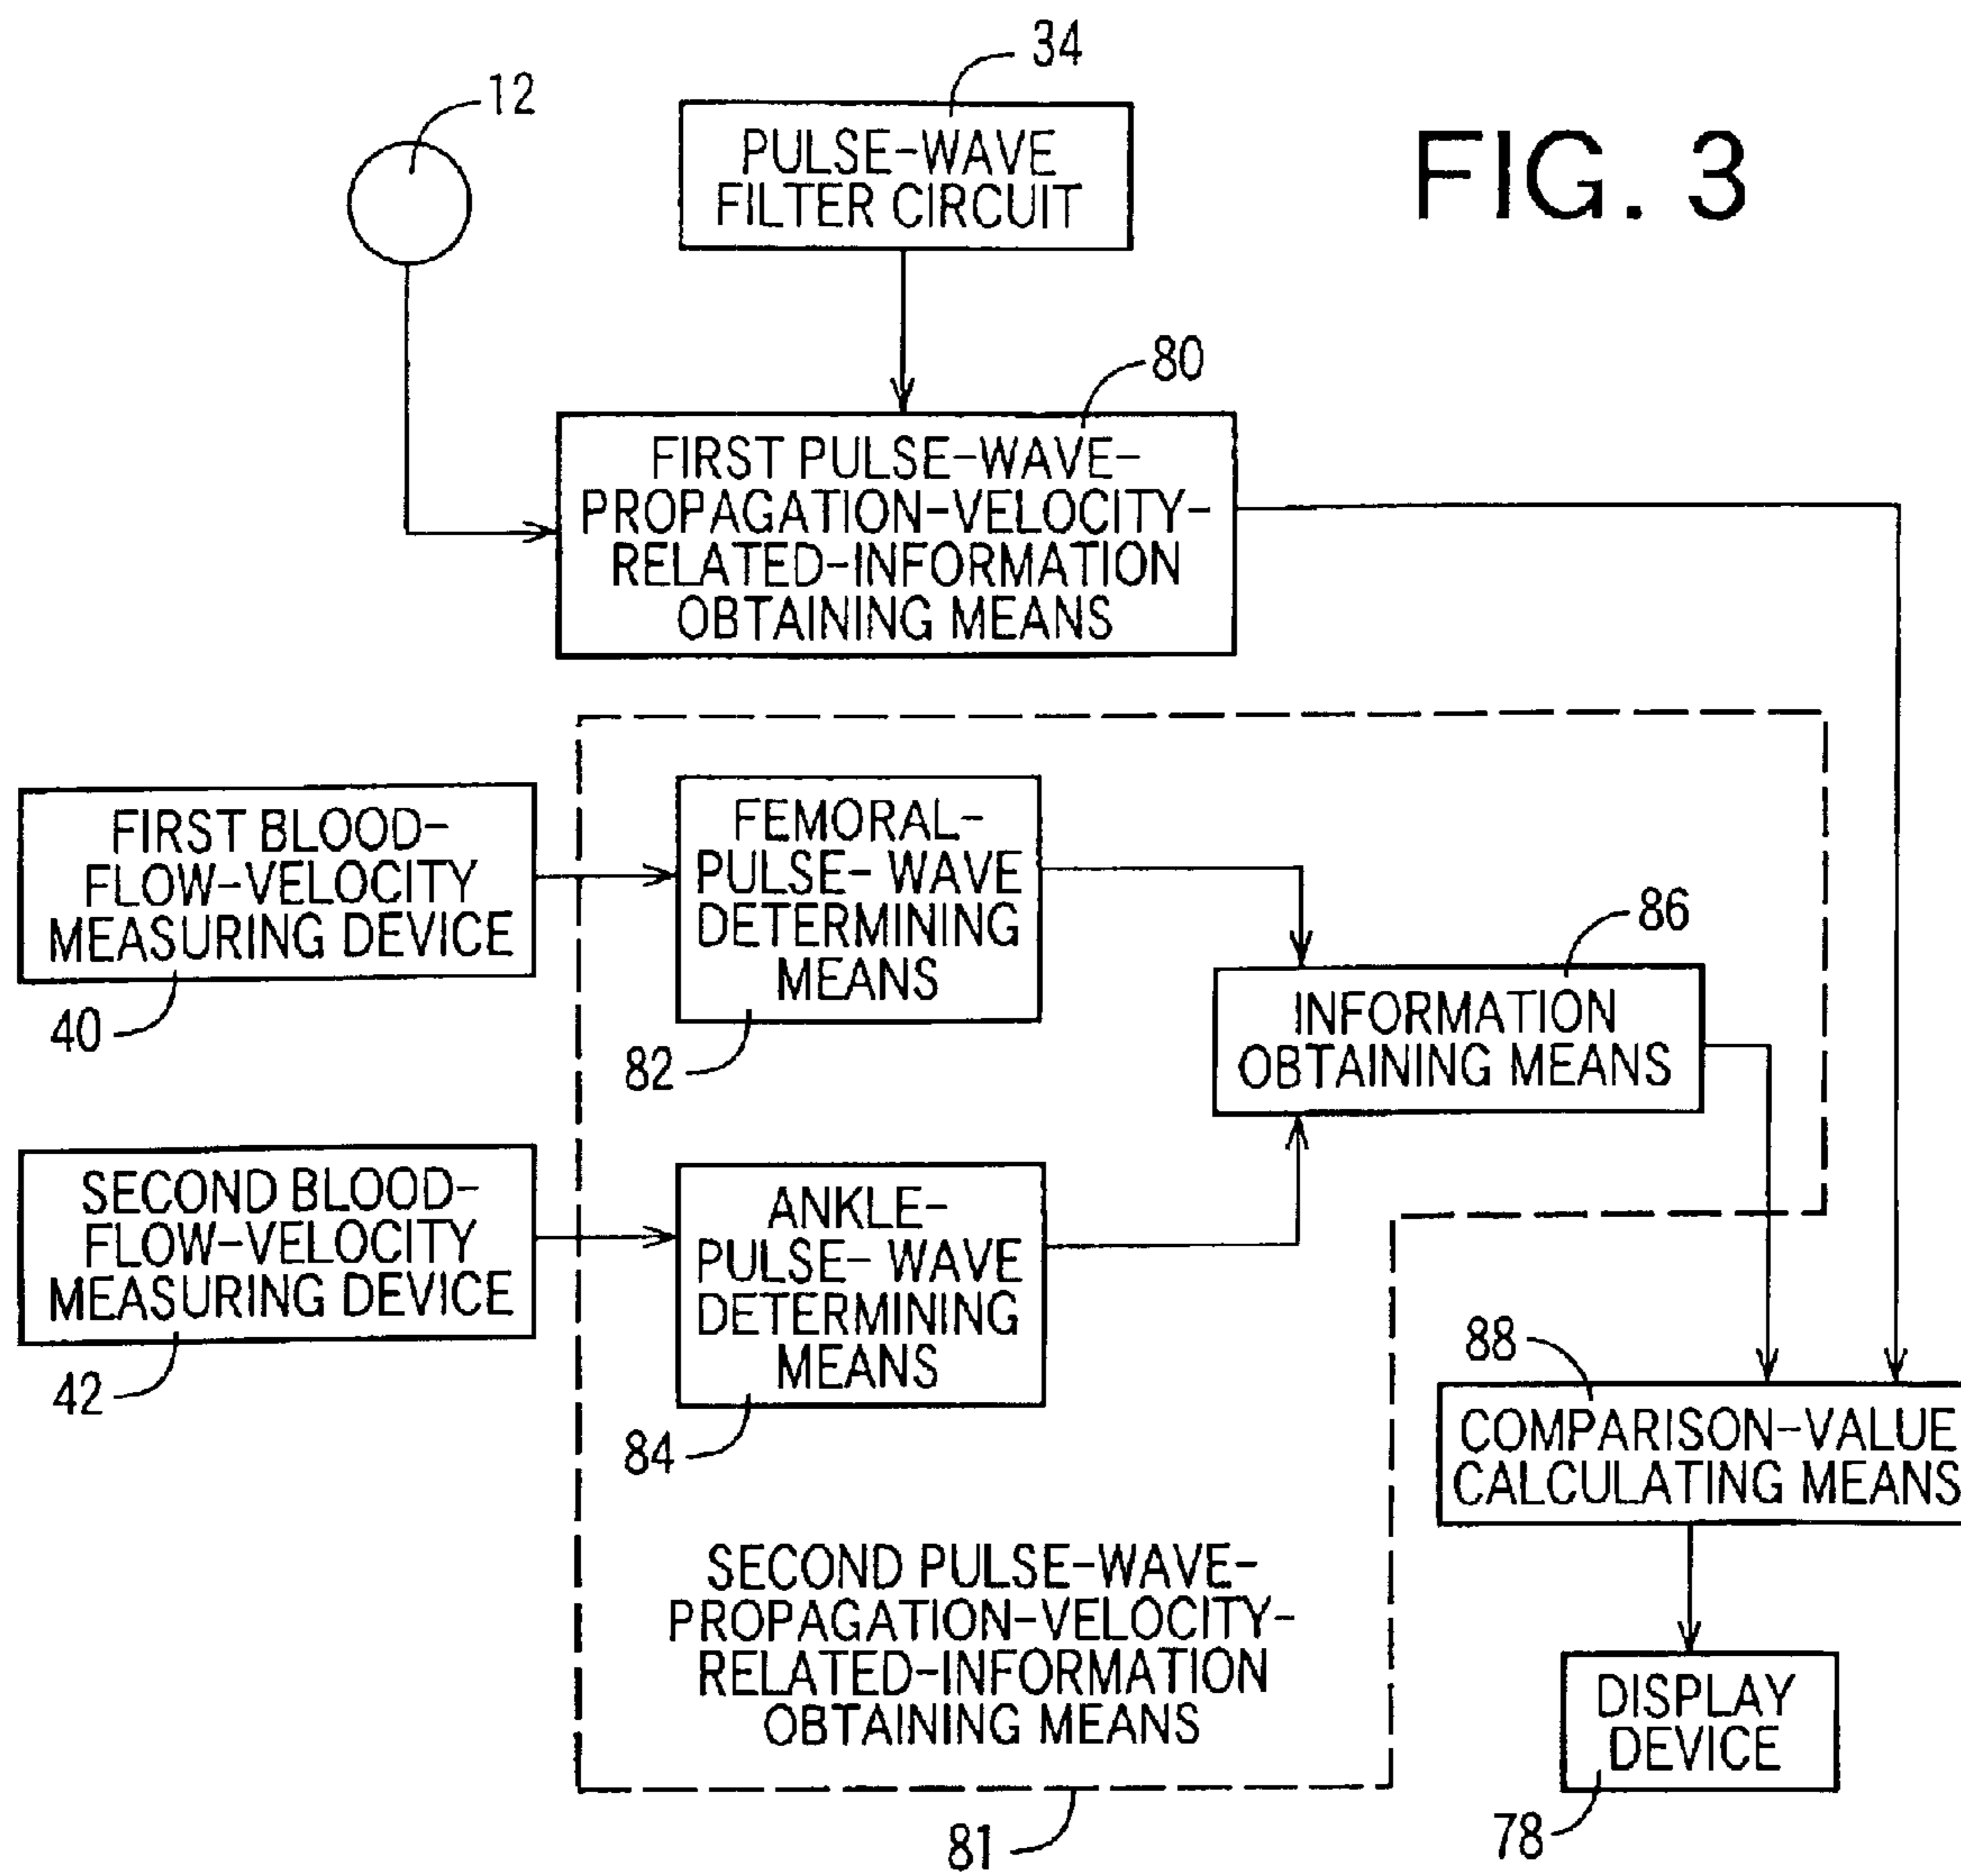 FIG. 3
12
34
PULSE-WAVE
FILTER CIRCUIT
80
FIRST PULSE-WAVE-
PROPAGATION-VELOCITY-
RELATED-INFORMATION
OBTAINING MEANS
FIRST BLOOD-
FLOW-VELOCITY
MEASURING DEVICE
40
FEMORAL-
PULSE-WAVE
DETERMINING
MEANS
82
86
INFORMATION
OBTAINING MEANS
SECOND BLOOD-
FLOW-VELOCITY
MEASURING DEVICE
42
ANKLE-
PULSE-WAVE
DETERMINING
MEANS
84
88
COMPARISON-VALUE
CALCULATING MEANS
SECOND PULSE-WAVE-
PROPAGATION-VELOCITY-
RELATED-INFORMATION
OBTAINING MEANS
81
DISPLAY
DEVICE
78